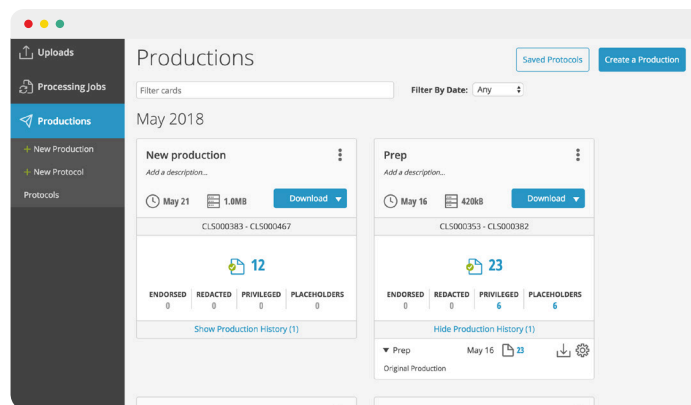 Uploads
Processing Jobs
Productions
+ New Production
+ New Protocol
Protocols
Productions
Saved Protocols
Create a Production
Filter cards
Filter By Date: Any
May 2018
New production
Add a description...
May 21 1.0MB Download
CLS000383 - CLS000467
12
ENDORSED REDACTED PRIVILEGED PLACEHOLDERS
0 0 0 0
Show Production History (1)
Prep
Add a description...
May 16 420kB Download
CLS000353 - CLS000382
23
ENDORSED REDACTED PRIVILEGED PLACEHOLDERS
0 0 6 6
Hide Production History (1)
Prep May 16 23
Original Production